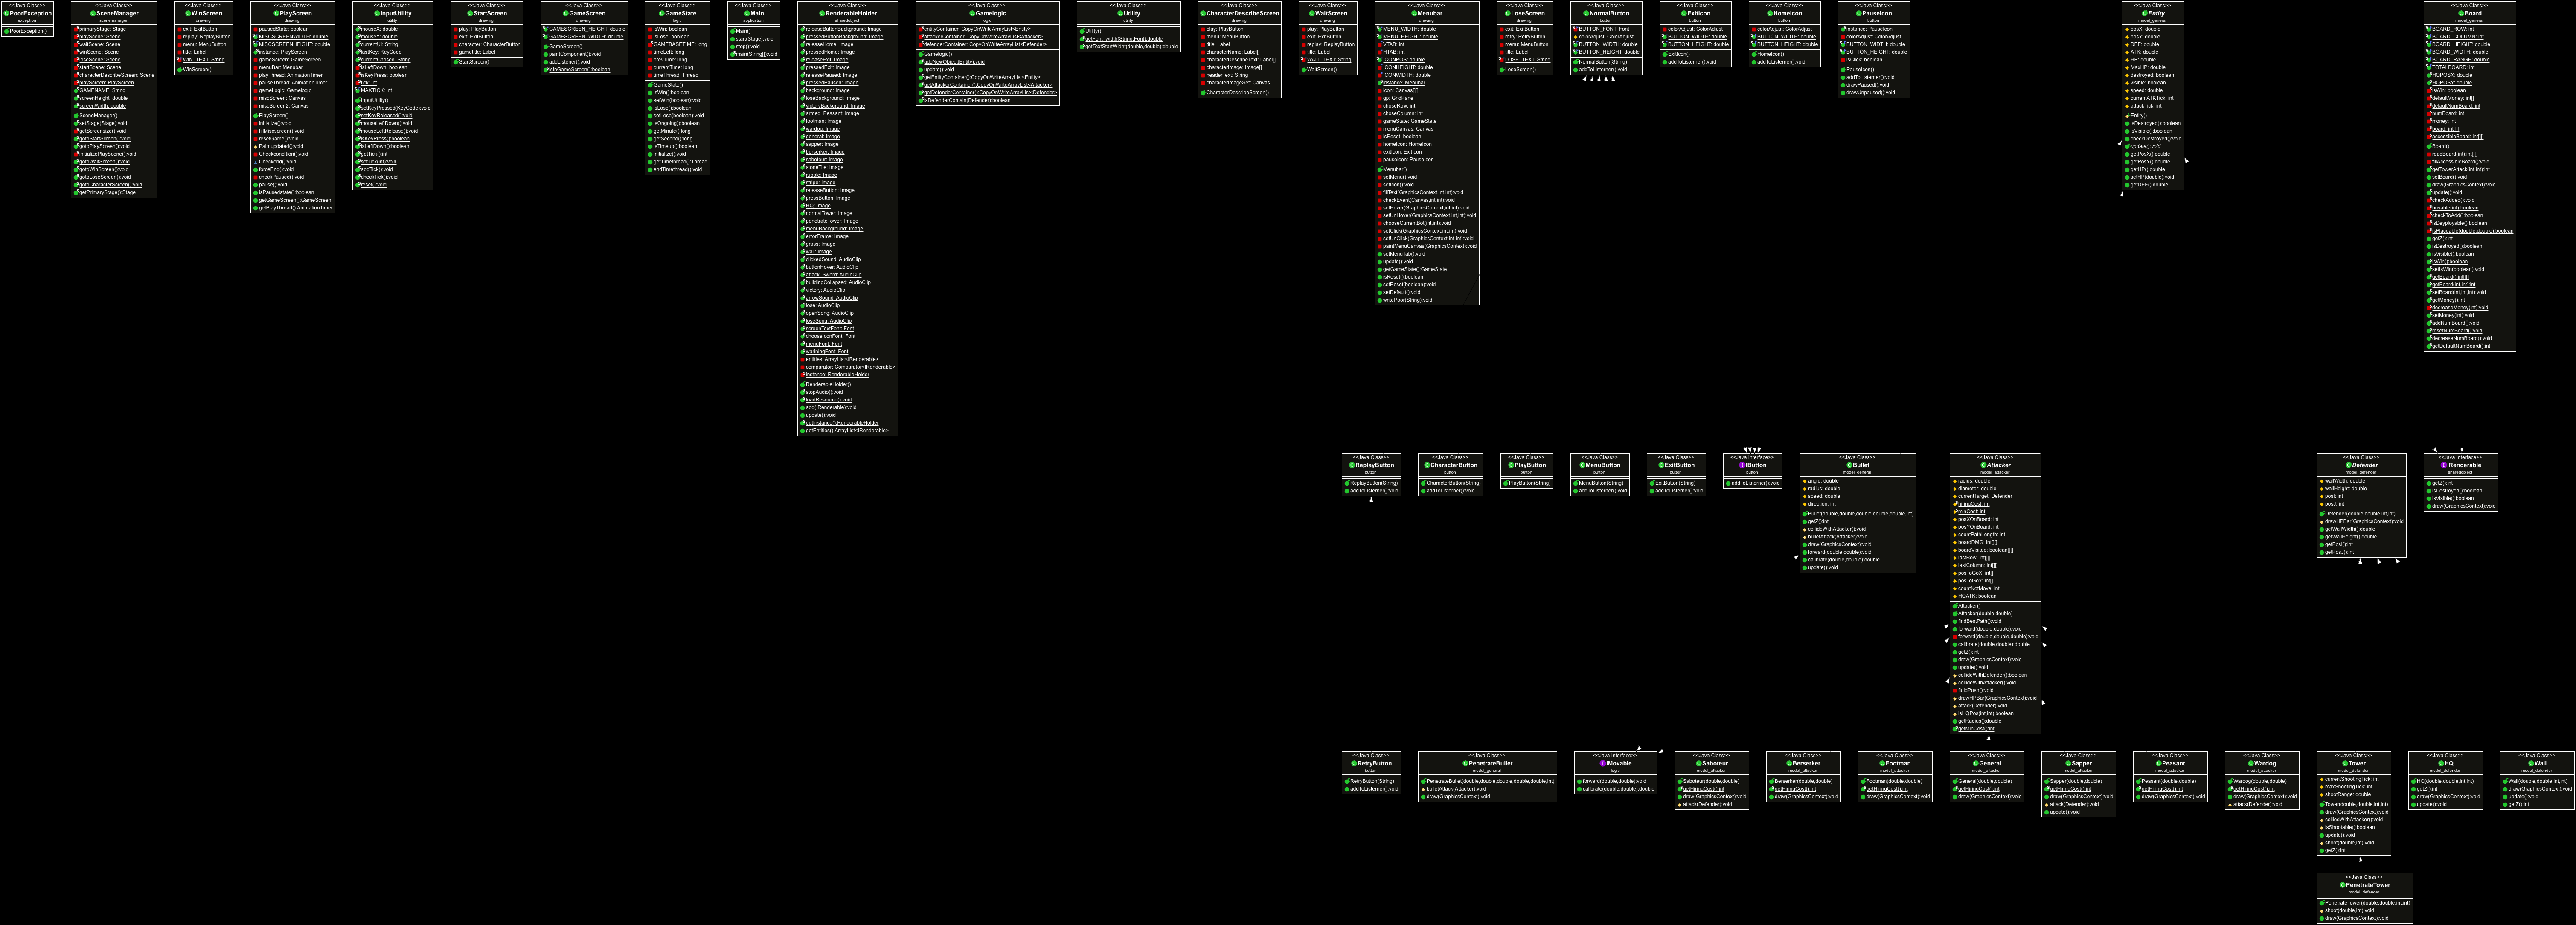 <<Java Class>>
PoorException
exception
PoorException()
<<Java Class>>
SceneManager
scenemanager
primaryStage: Stage
playScene: Scene
waitScene: Scene
winScene: Scene
loseScene: Scene
startScene: Scene
characterDescribeScreen: Scene
playScreen: PlayScreen
GAMENAME: String
screenHeight: double
screenWidth: double
SceneManager()
setStage(Stage):void
getScreensize():void
gotoStartScreen():void
gotoPlayScreen():void
initializePlayScene():void
gotoWaitScreen():void
gotoWinScreen():void
gotoLoseScreen():void
gotoCharacterScreen():void
getPrimaryStage():Stage
<<Java Class>>
WinScreen
drawing
exit: ExitButton
replay: ReplayButton
menu: MenuButton
title: Label
WIN_TEXT: String
WinScreen()
<<Java Class>>
PlayScreen
drawing
pausedState: boolean
MISCSCREENWIDTH: double
MISCSCREENHEIGHT: double
instance: PlayScreen
gameScreen: GameScreen
menuBar: Menubar
pauseThread: AnimationTimer
playThread: AnimationTimer
gameLogic: Gamelogic
miscScreen: Canvas
miscScreen2: Canvas
PlayScreen()
initialize():void
fillMiscscreen():void
resetGame():void
Paintupdated():void
Checkcondition():void
Checkend():void
forceEnd():void
checkPaused():void
pause():void
isPausedstate():boolean
getGameScreen():GameScreen
getPlayThread():AnimationTimer
<<Java Class>>
InputUtility
utility
mouseX: double
mouseY: double
currentJI: String
currentChosed: String
lastKey: KeyCode
isLeftDown: boolean
isKeyPress: boolean
tick: int
MAXTICK: int
InputUtility()
setKeyPressed(KeyCode):void
setKeyReleased():void
mouseLeftDown():void
mouseLeftRelease():void
isKeyPress():boolean
isLeftDown():boolean
getTick():int
setTick(int):void
addTick():void
checkTick():void
reset():void
<<Java Class>>
StartScreen
drawing
play: PlayButton
exit: ExitButton
character: CharacterButton
gametitle: Label
StartScreen()
<<Java Class>>
GameScreen
drawing
GAMESCREEN_HEIGHT: double
GAMESCREEN_WIDTH: double
GameScreen()
paintComponent():void
addListener():void
isInGameScreen():boolean
<<Java Class>>
GameState
logic
isWin: boolean
isLose: boolean
GAMEBASETIME: long
timeLeft: long
prevTime: long
currentTime: long
timeThread: Thread
GameState()
isWin():boolean
setWin(boolean):void
isLose():boolean
setLose(boolean):void
isOngoing():boolean
getMinute():long
getSecond():long
isTimeup():boolean
initialize():void
getTimethread():Thread
endTimethread():void
<<Java Class>>
Main
application
Main()
start(Stage):void
stop():void
main(String[]):void
<<Java Class>>
RenderableHolder
sharedobject
releaseButtonBackground: Image
pressedButtonBackground: Image
releaseHome: Image
pressedHome: Image
releaseExit: Image
pressedExit: Image
releasePaused: Image
pressedPaused: Image
background: Image
loseBackground: Image
victoryBackground: Image
armed_Peasant: Image
footman: Image
wardog: Image
general: Image
sapper: Image
berserker: Image
saboteur: Image
stoneTile: Image
rubble: Image
stripe: Image
releaseButton: Image
pressButton: Image
HQ: Image
normalTower: Image
penetrateTower: Image
menuBackground: Image
errorFrame: Image
grass: Image
wall: Image
clickedSound: AudioClip
buttonHover: AudioClip
attack_Sword: AudioClip
buildingCollapsed: AudioClip
victory: AudioClip
arrowSound: AudioClip
lose: AudioClip
openSong: AudioClip
loseSong: AudioClip
screenTextFont: Font
chooseIconFont: Font
menuFont: Font
warningFont: Font
entities: ArrayList<IRenderable>
comparator: Comparator<IRenderable>
instance: RenderableHolder
RenderableHolder()
stopAudio():void
loadResource():void
add(IRenderable):void
update():void
getInstance():RenderableHolder
getEntities():ArrayList<IRenderable>
<<Java Class>>
Gamelogic
logic
entityContainer: CopyOnWriteArrayList<Entity>
attackerContainer: CopyOnWriteArrayList<Attacker>
defenderContainer: CopyOnWriteArrayList<Defender>
Gamelogic()
addNewObject(Entity):void
update():void
getEntityContainer():CopyOnWriteArrayList<Entity>
getAttackerContainer():CopyOnWriteArrayList<Attacker>
getDefenderContainer():CopyOnWriteArrayList<Defender>
isDefenderContain(Defender):boolean
<<Java Class>>
Utility
utility
Utility()
getFont_width(String,Font):double
getTextStartWidth(double,double):double
<<Java Class>>
CharacterDescribeScreen
drawing
play: PlayButton
menu: MenuButton
title: Label
characterName: Label[]
characterDescribeText: Label[]
characterImage: Image[]
headerText: String
characterImageSet: Canvas
CharacterDescribeScreen()
<<Java Class>>
WaitScreen
drawing
play: PlayButton
exit: ExitButton
replay: ReplayButton
title: Label
WAIT_TEXT: String
WaitScreen()
<<Java Class>>
Menubar
drawing
MENU_WIDTH: double
MENU_HEIGHT: double
VTAB: int
HTAB: int
ICONPOS: double
ICONHEIGHT: double
ICONWIDTH: double
instance: Menubar
icon: Canvas[][]
gp: GridPane
choseRow: int
choseColumn: int
gameState: GameState
menuCanvas: Canvas
isReset: boolean
homeIcon: HomeIcon
exitIcon: ExitIcon
pauseIcon: PauseIcon
Menubar()
setMenu():void
setIcon():void
fillText(GraphicsContext,int,int):void
checkEvent(Canvas,int,int):void
setHover(GraphicsContext,int,int):void
setUnHover(GraphicsContext,int,int):void
chooseCurrentBot(int,int):void
setClick(GraphicsContext,int,int):void
setUnClick(GraphicsContext,int,int):void
paintMenuCanvas(GraphicsContext):void
setMenuTab():void
update():void
getGameState():GameState
isReset():boolean
setReset(boolean):void
setDefault():void
writePoor(String):void
<<Java Class>>
LoseScreen
drawing
exit: ExitButton
retry: RetryButton
menu: MenuButton
title: Label
LOSE_TEXT: String
LoseScreen()
<<Java Class>>
NormalButton
button
BUTTON_FONT: Font
colorAdjust: ColorAdjust
BUTTON_WIDTH: double
BUTTON_HEIGHT: double
NormalButton(String)
addToListerner():void
<<Java Class>>
ExitIcon
button
colorAdjust: ColorAdjust
BUTTON_WIDTH: double
BUTTON_HEIGHT: double
ExitIcon()
addToListerner():void
<<Java Class>>
HomeIcon
button
colorAdjust: ColorAdjust
BUTTON_WIDTH: double
BUTTON_HEIGHT: double
HomeIcon()
addToListerner():void
<<Java Class>>
PauseIcon
button
instance: PauseIcon
colorAdjust: ColorAdjust
BUTTON_WIDTH: double
BUTTON_HEIGHT: double
isClick: boolean
PauseIcon()
addToListerner():void
drawPaused():void
drawUnpaused():void
<<Java Class>>
Entity
model_general
posX: double
posY: double
DEF: double
HP: double
MaxHP: double
ATK: double
destroyed: boolean
visible: boolean
speed: double
currentATKTick: int
attackTick: int
Entity()
isDestroyed():boolean
isVisible():boolean
checkDestroyed():void
update():void
getPosX():double
getPosY():double
getHP():double
setHP(double):void
getDEF():double
<<Java Class>>
Board
model_general
BOARD_ROW: int
BOARD_COLUMN: int
BOARD_HEIGHT: double
BOARD_WIDTH: double
BOARD_RANGE: double
TOTALBOARD: int
HQPOSX: double
HQPOSY: double
isWin: boolean
defaultMoney: int[]
defaultNumBoard: int
numBoard: int
money: int
board: int[][]
accessibleBoard: int[][]
Board()
readBoard(int):int[][]
fillAccessibleBoard():void
getTowerAttack(int,int):int
setBoard():void
draw(GraphicsContext):void
update():void
checkAdded():void
buyable(int):boolean
checkToAdd():boolean
isDeyployable():boolean
isPlaceable(double,double):boolean
getZ():int
isDestroyed():boolean
isVisible():boolean
isWin():boolean
setIsWin(boolean):void
getBoard():int[][]
getBoard(int,int):int
setBoard(int,int,int):void
getMoney():int
decreaseMoney(int):void
setMoney(int):void
addNumBoard():void
resetNumBoard():void
decreaseNumBoard():void
getDefaultNumBoard():int
<<Java Class>>
ReplayButton
button
ReplayButton(String)
addToListerner():void
<<Java Class>>
CharacterButton
button
CharacterButton(String)
addToListerner():void
<<Java Class>>
PlayButton
button
PlayButton(String)
<<Java Class>>
MenuButton
button
MenuButton(String)
addToListerner():void
<<Java Class>>
ExitButton
button
ExitButton(String)
addToListerner():void
<<Java Interface>>
IButton
button
addToListerner():void
<<Java Class>>
Bullet
model_general
angle: double
radius: double
speed: double
direction: int
Bullet(double,double,double,double,double,int)
getZ():int
collideWithAttacker():void
bulletAttack(Attacker):void
draw(GraphicsContext):void
forward(double,double):void
calibrate(double,double):double
update():void
<<Java Class>>
Attacker
model_attacker
radius: double
diameter: double
currentTarget: Defender
hiringCost: int
minCost: int
posXOnBoard: int
posYOnBoard: int
countPathLength: int
boardDMG: int[][]
boardVisited: boolean[][]
lastRow: int[][]
lastColumn: int[][]
posToGoX: int[]
posToGoY: int[]
countNotMove: int
HQATK: boolean
Attacker()
Attacker(double,double)
findBestPath():void
forward(double,double):void
forward(double,double,double):void
calibrate(double,double):double
getZ():int
draw(GraphicsContext):void
update():void
collideWithDefender():boolean
collideWithAttacker():void
fluidPush():void
drawHPBar(GraphicsContext):void
attack(Defender):void
isHQPos(int,int):boolean
getRadius():double
getMinCost():int
<<Java Class>>
Defender
model_defender
wallWidth: double
wallHeight: double
posI: int
posJ: int
Defender(double,double,int,int)
drawHPBar(GraphicsContext):void
getWallWidth():double
getWallHeight():double
getPosI():int
getPosJ():int
<<Java Interface>>
IRenderable
sharedobject
getZ():int
isDestroyed():boolean
isVisible():boolean
draw(GraphicsContext):void
<<Java Class>>
RetryButton
button
RetryButton(String)
addToListerner():void
<<Java Class>>
PenetrateBullet
model_general
PenetrateBullet(double,double,double,double,double,int)
bulletAttack(Attacker):void
draw(GraphicsContext):void
<<Java Interface>>
IMovable
logic
forward(double,double):void
calibrate(double,double):double
<<Java Class>>
Saboteur
model_attacker
Saboteur(double,double)
getHiringCost():int
draw(GraphicsContext):void
attack(Defender):void
<<Java Class>>
Berserker
model_attacker
Berserker(double,double)
getHiringCost():int
draw(GraphicsContext):void
<<Java Class>>
Footman
model_attacker
Footman(double,double)
getHiringCost():int
draw(GraphicsContext):void
<<Java Class>>
General
model_attacker
General(double,double)
getHiringCost():int
draw(GraphicsContext):void
<<Java Class>>
Sapper
model_attacker
Sapper(double,double)
getHiringCost():int
draw(GraphicsContext):void
attack(Defender):void
update():void
<<Java Class>>
Peasant
model_attacker
Peasant(double,double)
getHiringCost():int
draw(GraphicsContext):void
<<Java Class>>
Wardog
model_attacker
Wardog(double,double)
getHiringCost():int
draw(GraphicsContext):void
attack(Defender):void
<<Java Class>>
Tower
model_defender
currentShootingTick: int
maxShootingTick: int
shootRange: double
Tower(double,double,int,int)
draw(GraphicsContext):void
colliedWithAttacker():void
isShootable():boolean
update():void
shoot(double,int):void
getZ():int
<<Java Class>>
HQ
model_defender
HQ(double,double,int,int)
getZ():int
draw(GraphicsContext):void
update():void
<<Java Class>>
Wall
model_defender
Wall(double,double,int,int)
draw(GraphicsContext):void
update():void
getZ():int
<<Java Class>>
PenetrateTower
model_defender
PenetrateTower(double,double,int,int)
shoot(double,int):void
draw(GraphicsContext):void